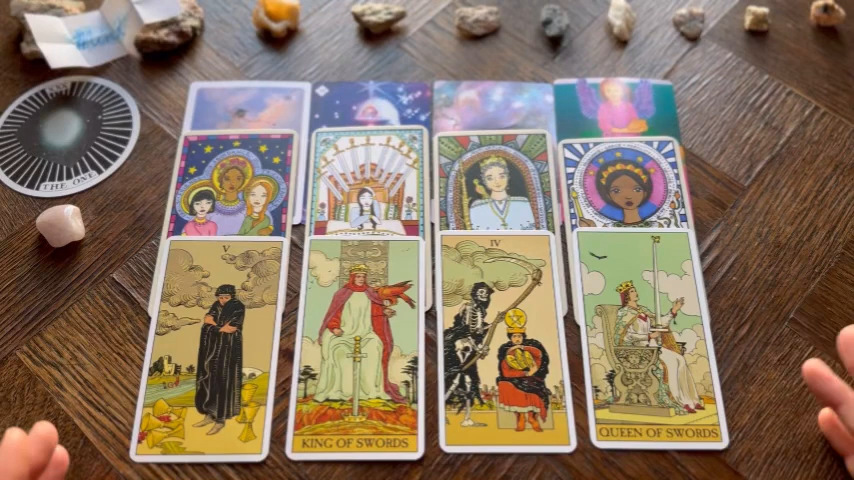 THE ONE
V
KING OF SWORDS
IV
QUEEN OF SWORDS